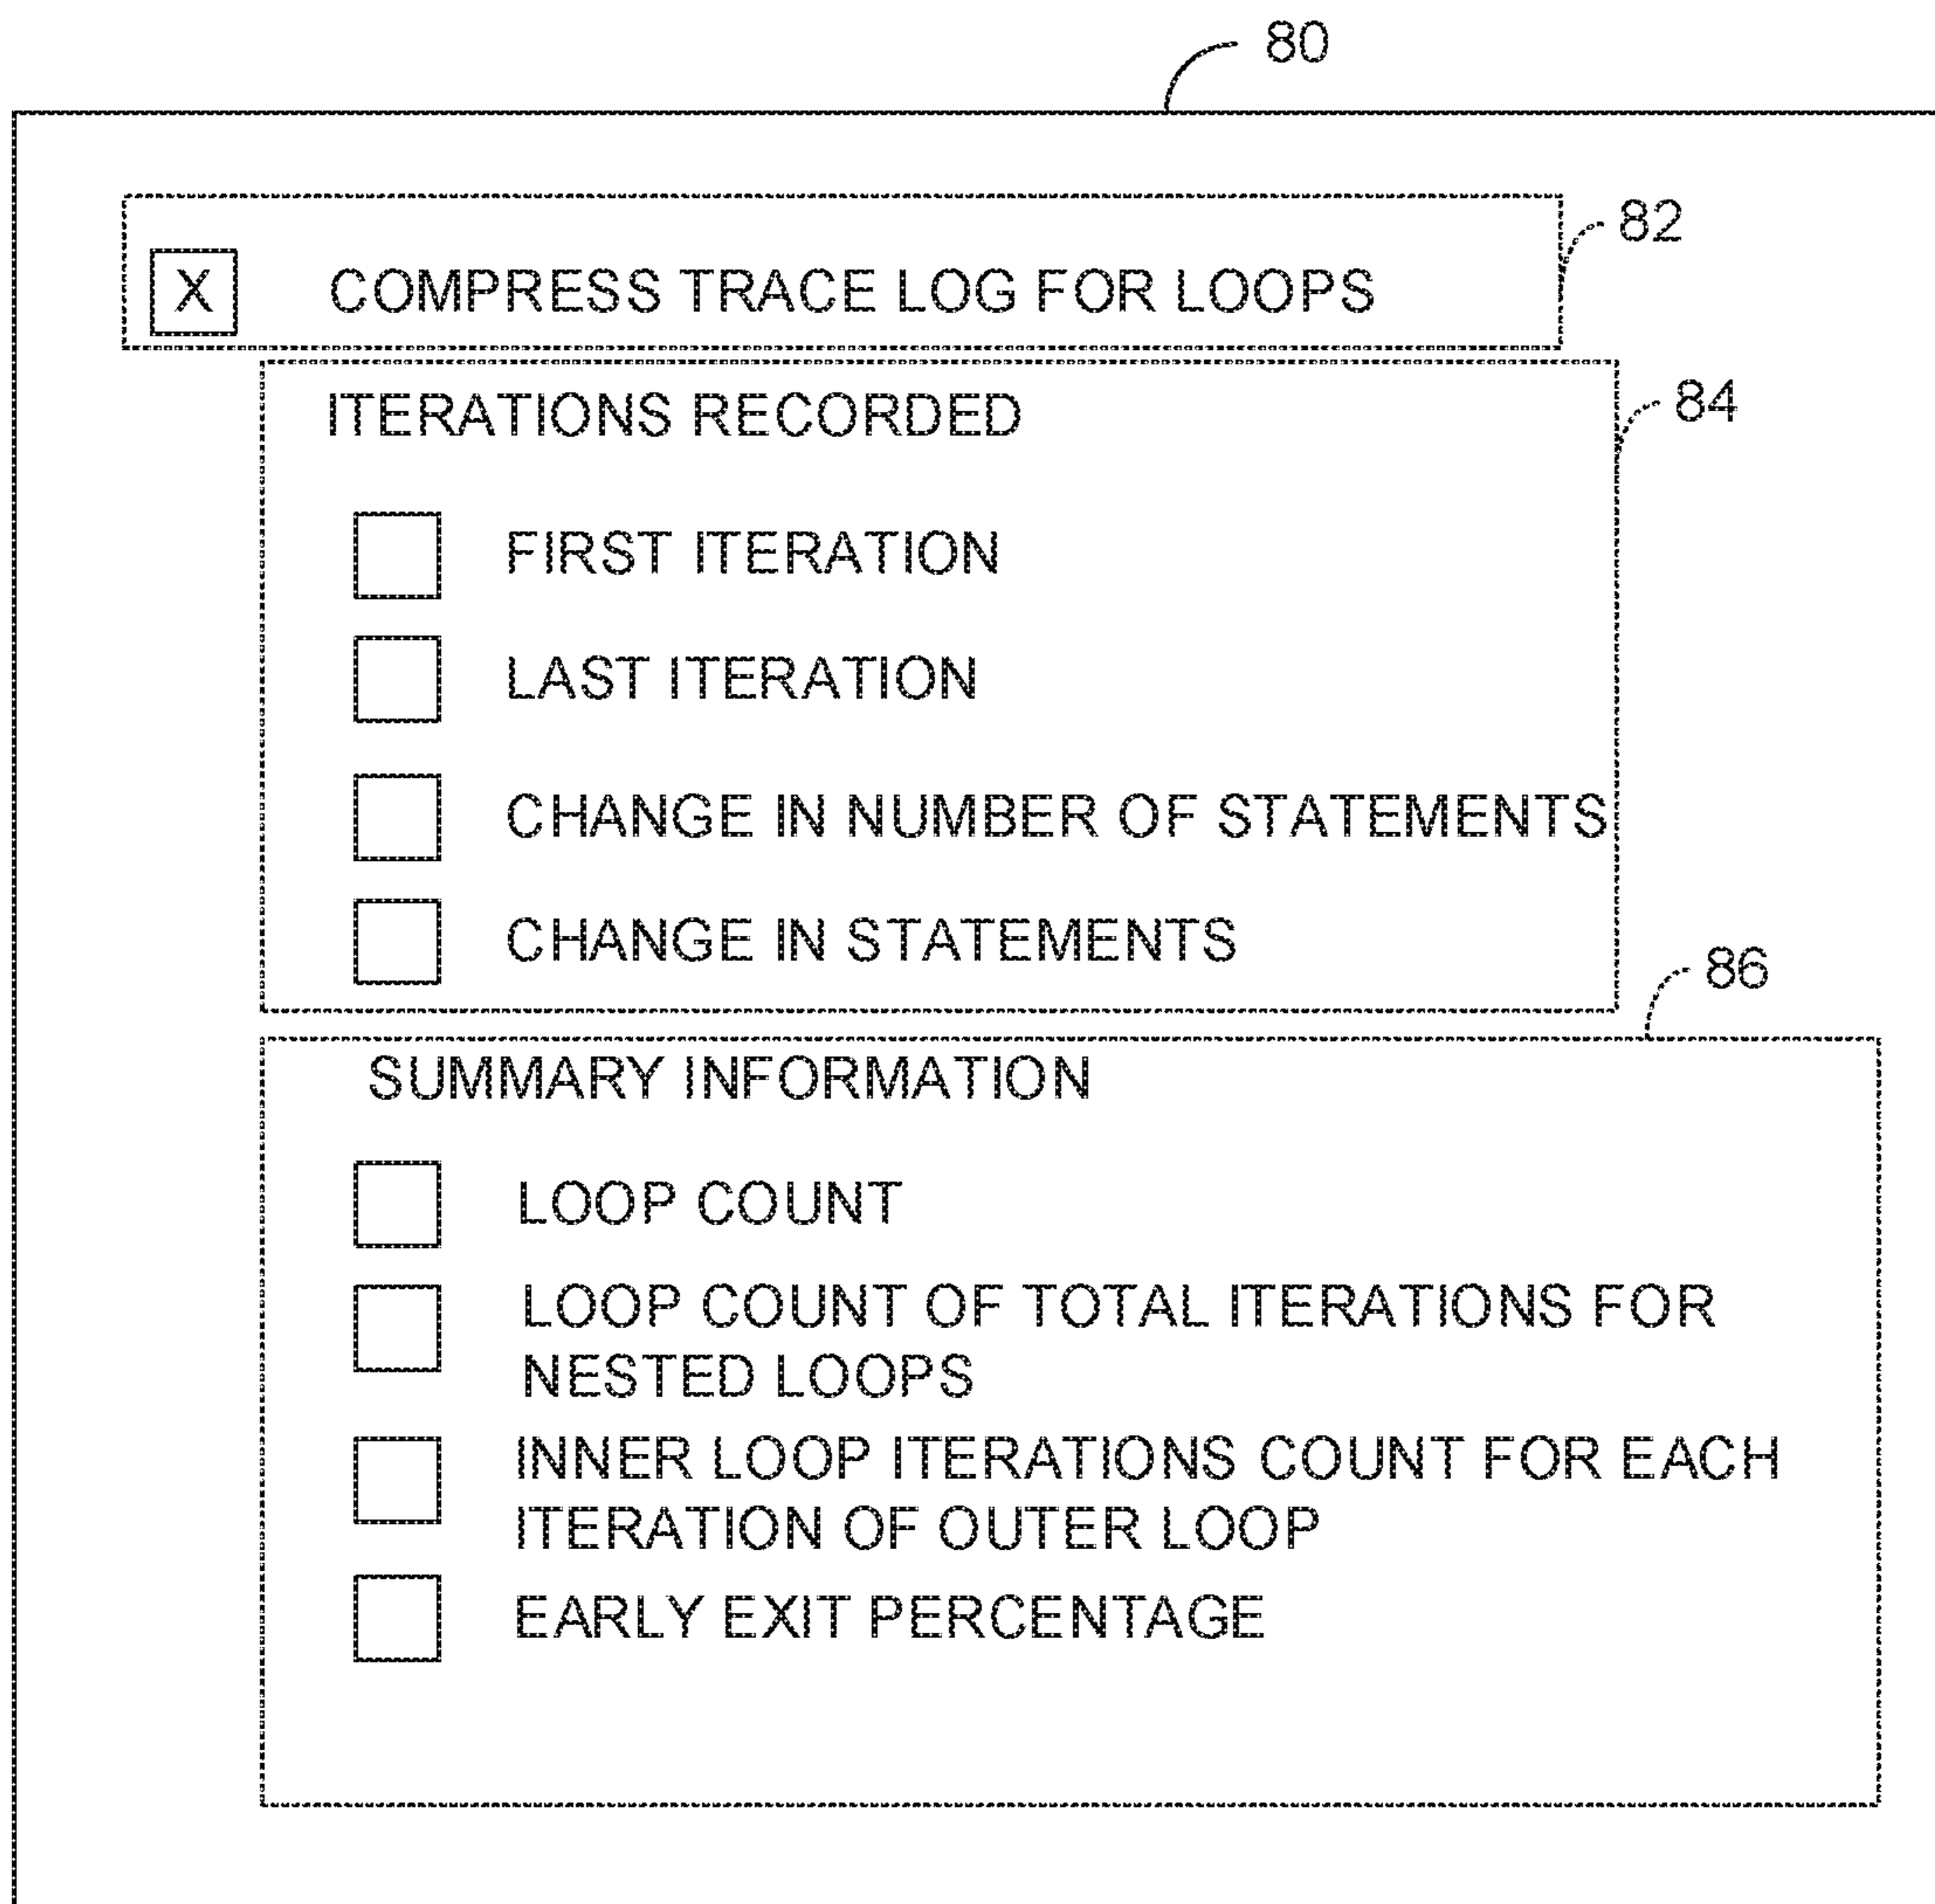 80
82
X COMPRESS TRACE LOG FOR LOOPS
84
ITERATIONS RECORDED
FIRST ITERATION
LAST ITERATION
CHANGE IN NUMBER OF STATEMENTS
CHANGE IN STATEMENTS
86
SUMMARY INFORMATION
LOOP COUNT
LOOP COUNT OF TOTAL ITERATIONS FOR
NESTED LOOPS
INNER LOOP ITERATIONS COUNT FOR EACH
ITERATION OF OUTER LOOP
EARLY EXIT PERCENTAGE